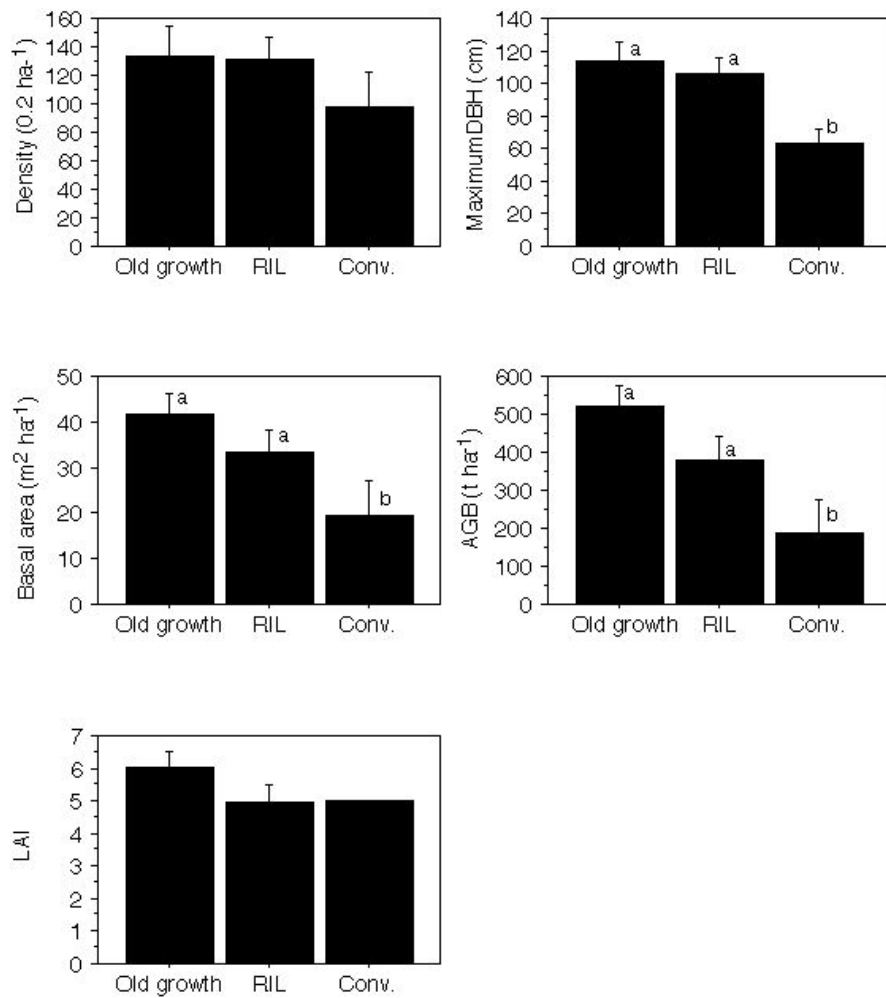 160
140
120
100
80
60
40
20
0
Density (0.2 ha-¹)
Old growth RIL Conv.
140
120
100
80
60
40
20
0
Maximum DBH (cm)
a
a
b
Old growth RIL Conv.
50
40
30
20
10
0
Basal area (m² ha-¹)
a
a
b
Old growth RIL Conv.
600
500
400
300
200
100
0
AGB (t ha-¹)
a
a
b
Old growth RIL Conv.
7
6
5
4
3
2
1
0
LAI
Old growth RIL Conv.